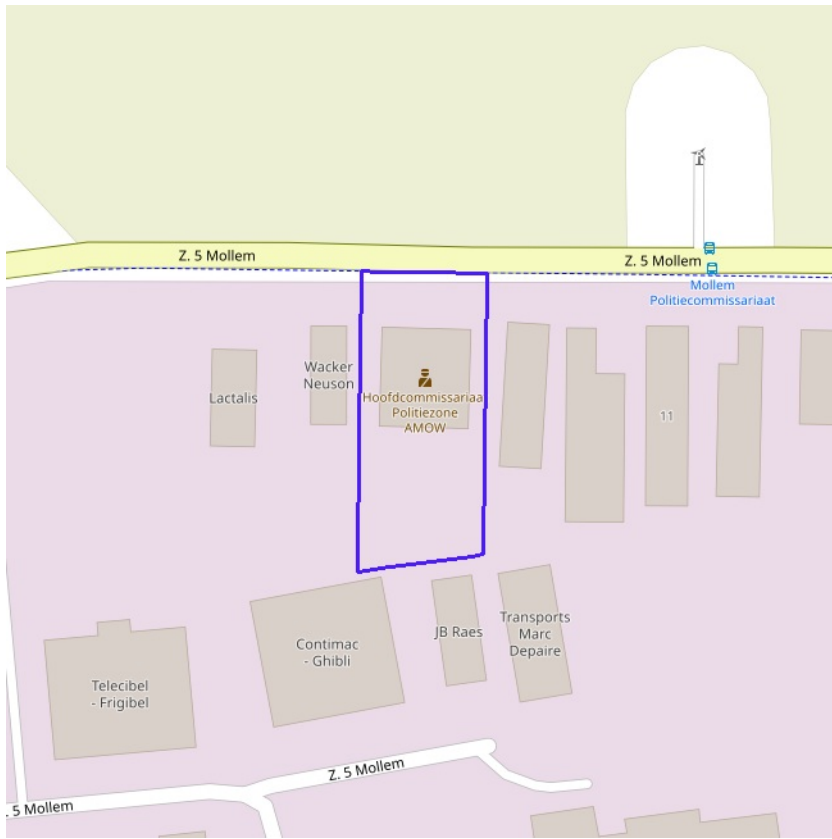 Z. 5 Mollem
Z. 5 Mollem
Mollem
Politiecommissariaat
Lactalis
Wacker
Neuson
Hoofdcommissariaa
Politiezone
AMOW
11
Telecibel
- Frigibel
Contimac
- Ghibli
JB Raes
Transports
Marc
Depaire
Z. 5 Mollem
. 5 Mollem